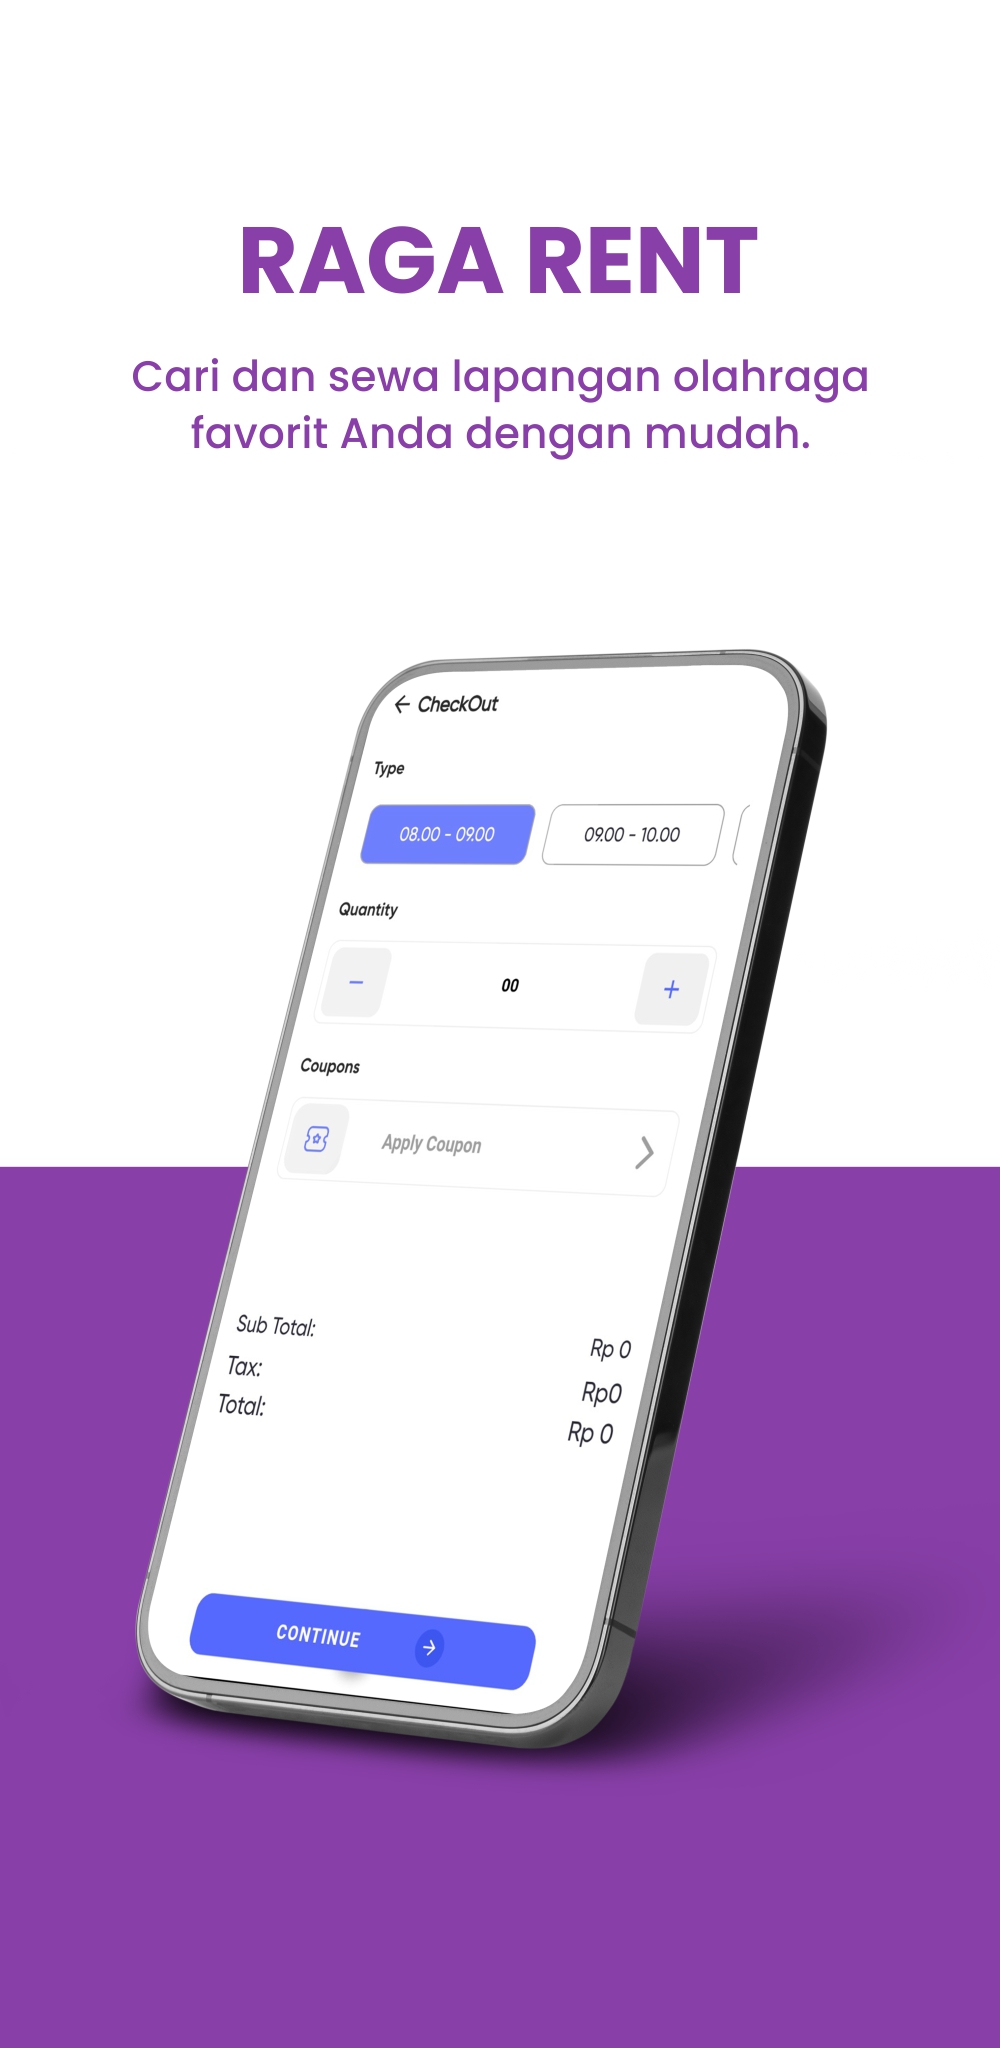 RAGA RENT
Cari dan sewa lapangan olahraga
favorit Anda dengan mudah.
CheckOut
Type
08.00 - 09.00
09.00 - 10.00
Quantity
00
Coupons
Apply Coupon
Sub Total: Rp 0
Tax: Rp0
Total: Rp 0
CONTINUE